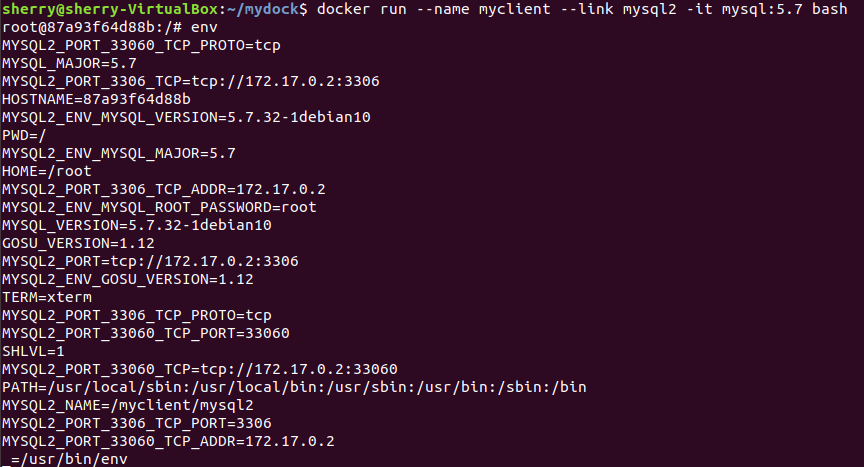 sherry@sherry-VirtualBox:~/mydock$ docker run --name myclient --link mysql2 -it mysql:5.7 bash
root@87a93f64d88b:/# env
MYSQL2_PORT_33060_TCP_PROTO=tcp
MYSQL_MAJOR=5.7
MYSQL2_PORT_3306_TCP=tcp://172.17.0.2:3306
HOSTNAME=87a93f64d88b
MYSQL2_ENV_MYSQL_VERSION=5.7.32-1debian10
PWD=/
MYSQL2_ENV_MYSQL_MAJOR=5.7
HOME=/root
MYSQL2_PORT_3306_TCP_ADDR=172.17.0.2
MYSQL2_ENV_MYSQL_ROOT_PASSWORD=root
MYSQL_VERSION=5.7.32-1debian10
GOSU_VERSION=1.12
MYSQL2_PORT=tcp://172.17.0.2:3306
MYSQL2_ENV_GOSU_VERSION=1.12
TERM=xterm
MYSQL2_PORT_3306_TCP_PROTO=tcp
MYSQL2_PORT_33060_TCP_PORT=33060
SHLVL=1
MYSQL2_PORT_33060_TCP=tcp://172.17.0.2:33060
PATH=/usr/local/sbin:/usr/local/bin:/usr/sbin:/usr/bin:/sbin:/bin
MYSQL2_NAME=/myclient/mysql2
MYSQL2_PORT_3306_TCP_PORT=3306
MYSQL2_PORT_33060_TCP_ADDR=172.17.0.2
_=/usr/bin/env